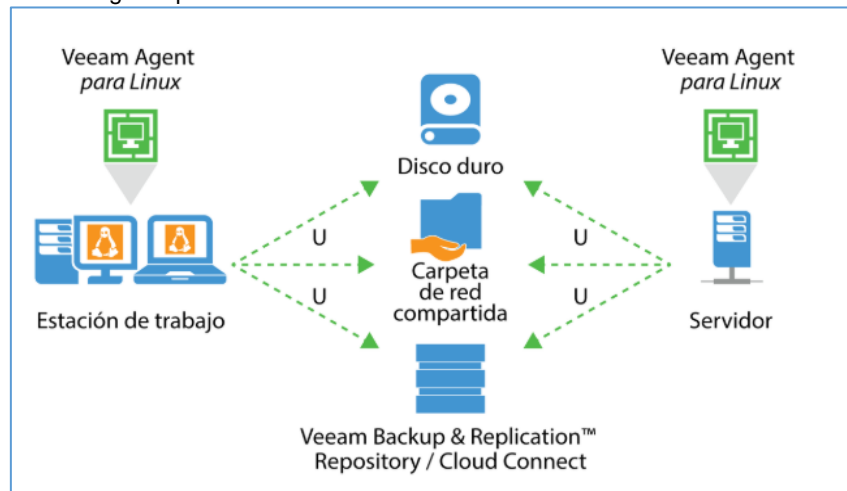 Veeam Agent
para Linux
Veeam Agent
para Linux
Disco duro
U
U
Carpeta
de red
compartida
U
U
Estación de trabajo
Servidor
Veeam Backup & Replication™
Repository / Cloud Connect